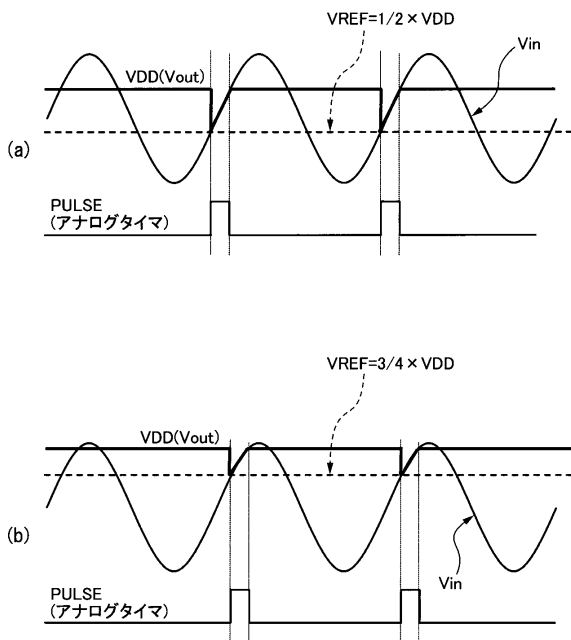 VREF=1/2×VDD
Vin
VDD(Vout)
(a)
PULSE
(アナログタイマ)
VREF=3/4×VDD
VDD(Vout)
(b)
Vin
PULSE
(アナログタイマ)